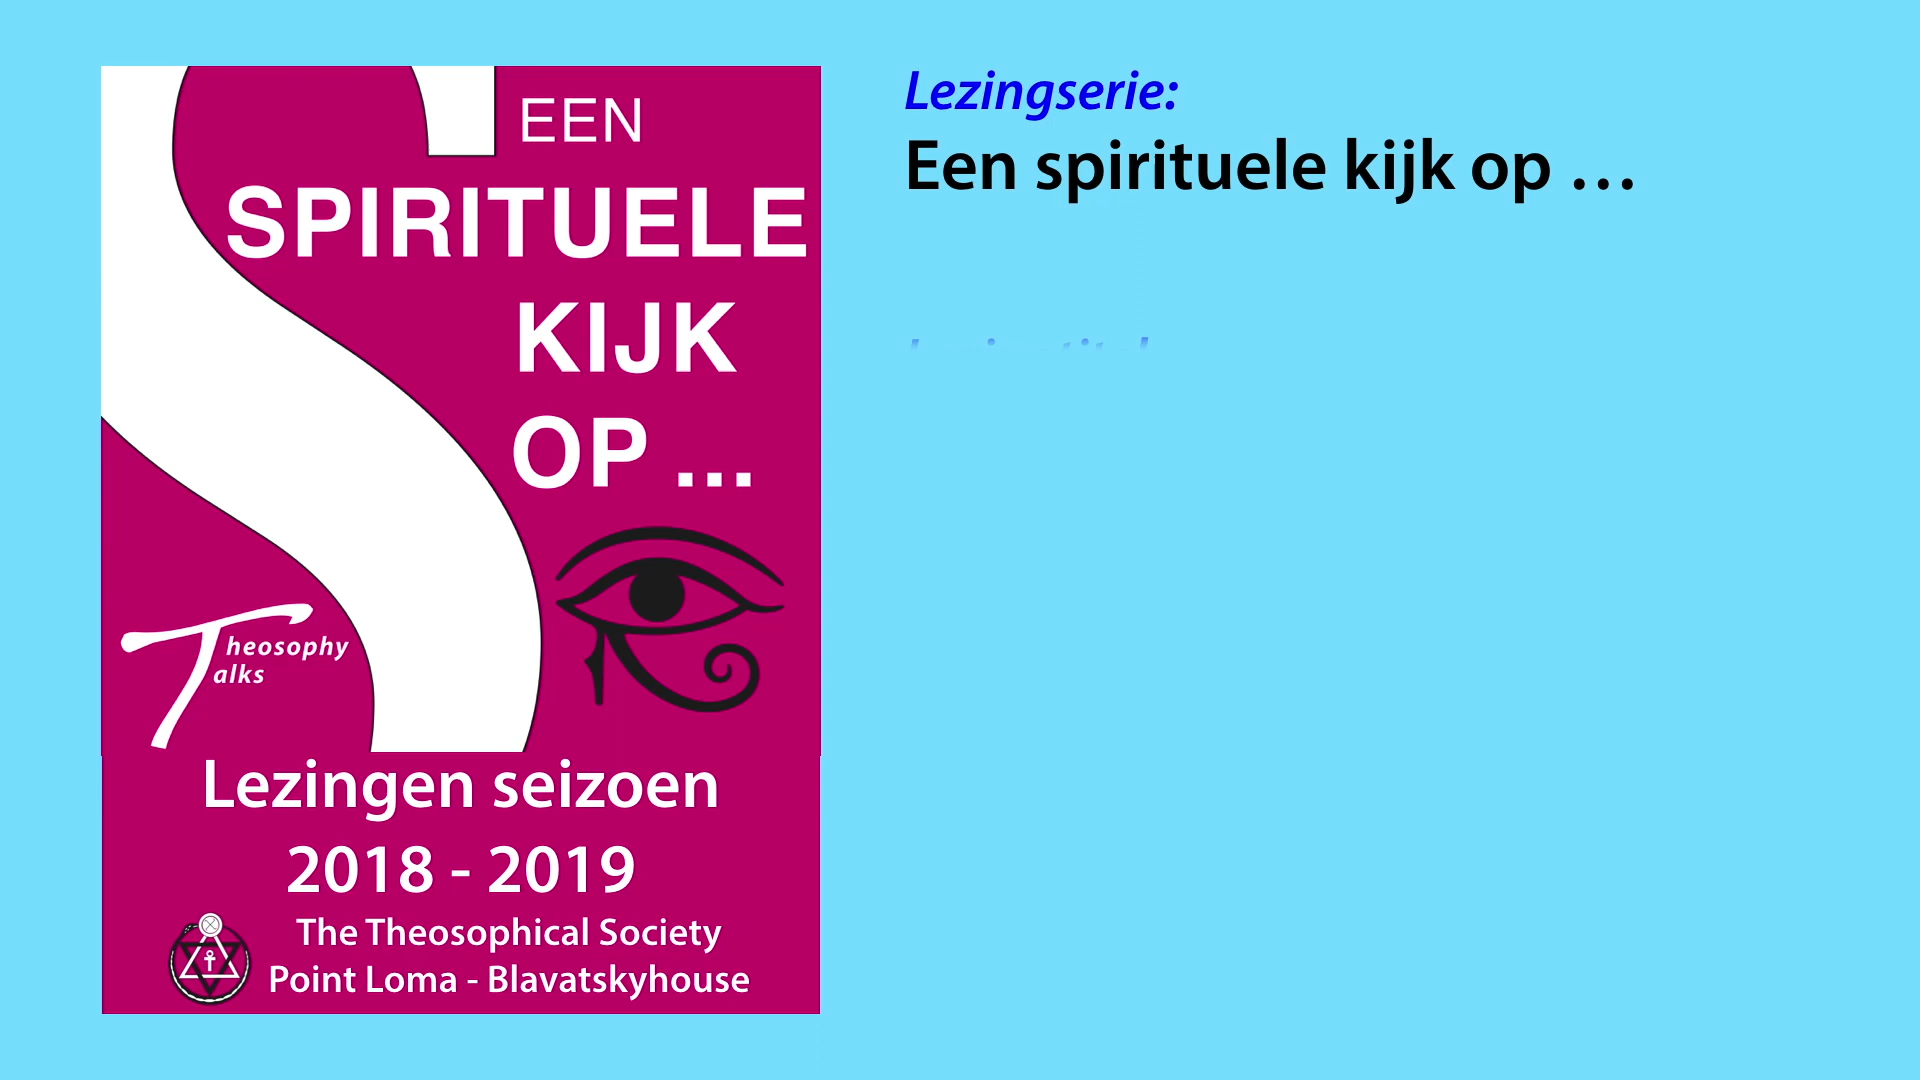 EEN
SPIRITUELE
KIJK
OP ...
Theosophy
Talks
Lezingen seizoen
2018 - 2019
The Theosophical Society
Point Loma - Blavatskyhouse
Lezingserie:
Een spirituele kijk op …